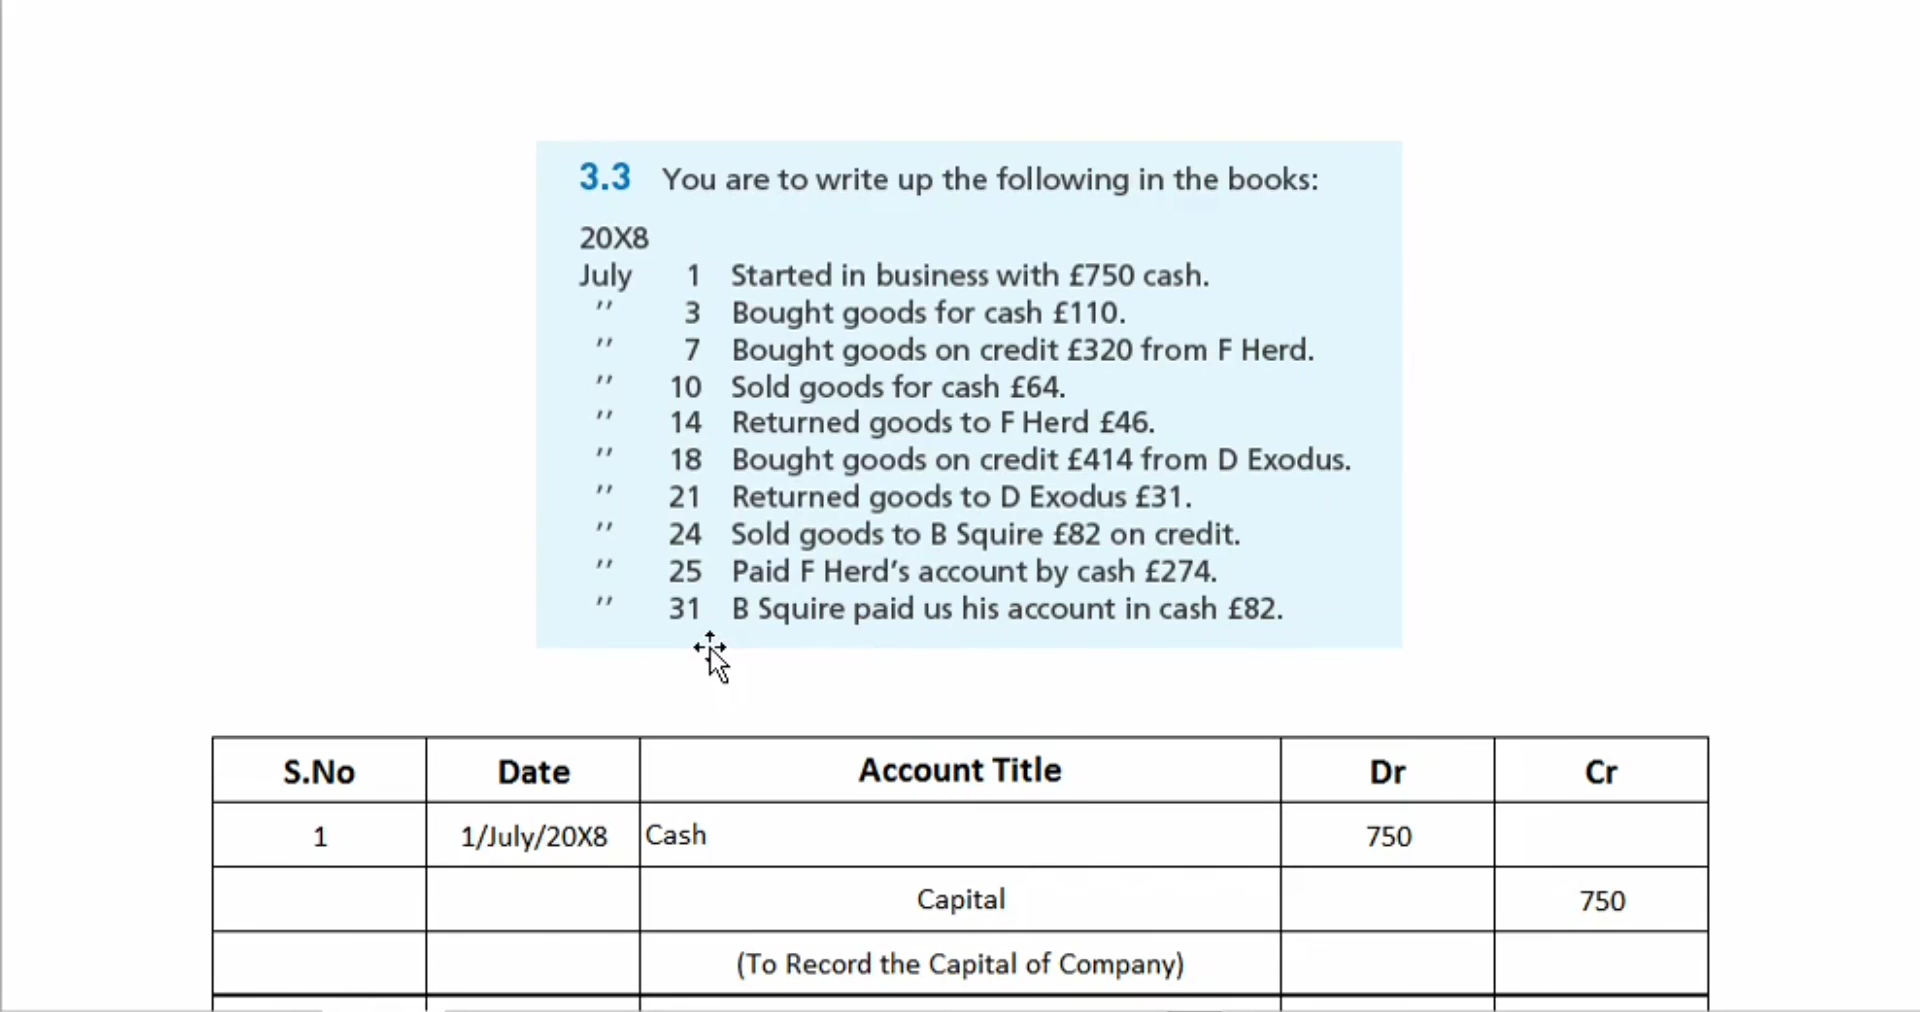 3.3 You are to write up the following in the books:
20X8
July 1 Started in business with £750 cash.
" 3 Bought goods for cash £110.
" 7 Bought goods on credit £320 from F Herd.
" 10 Sold goods for cash £64.
" 14 Returned goods to F Herd £46.
" 18 Bought goods on credit £414 from D Exodus.
" 21 Returned goods to D Exodus £31.
" 24 Sold goods to B Squire £82 on credit.
" 25 Paid F Herd's account by cash £274.
" 31 B Squire paid us his account in cash £82.
S.No Date Account Title Dr Cr
1 1/July/20X8 Cash 750
Capital 750
(To Record the Capital of Company)